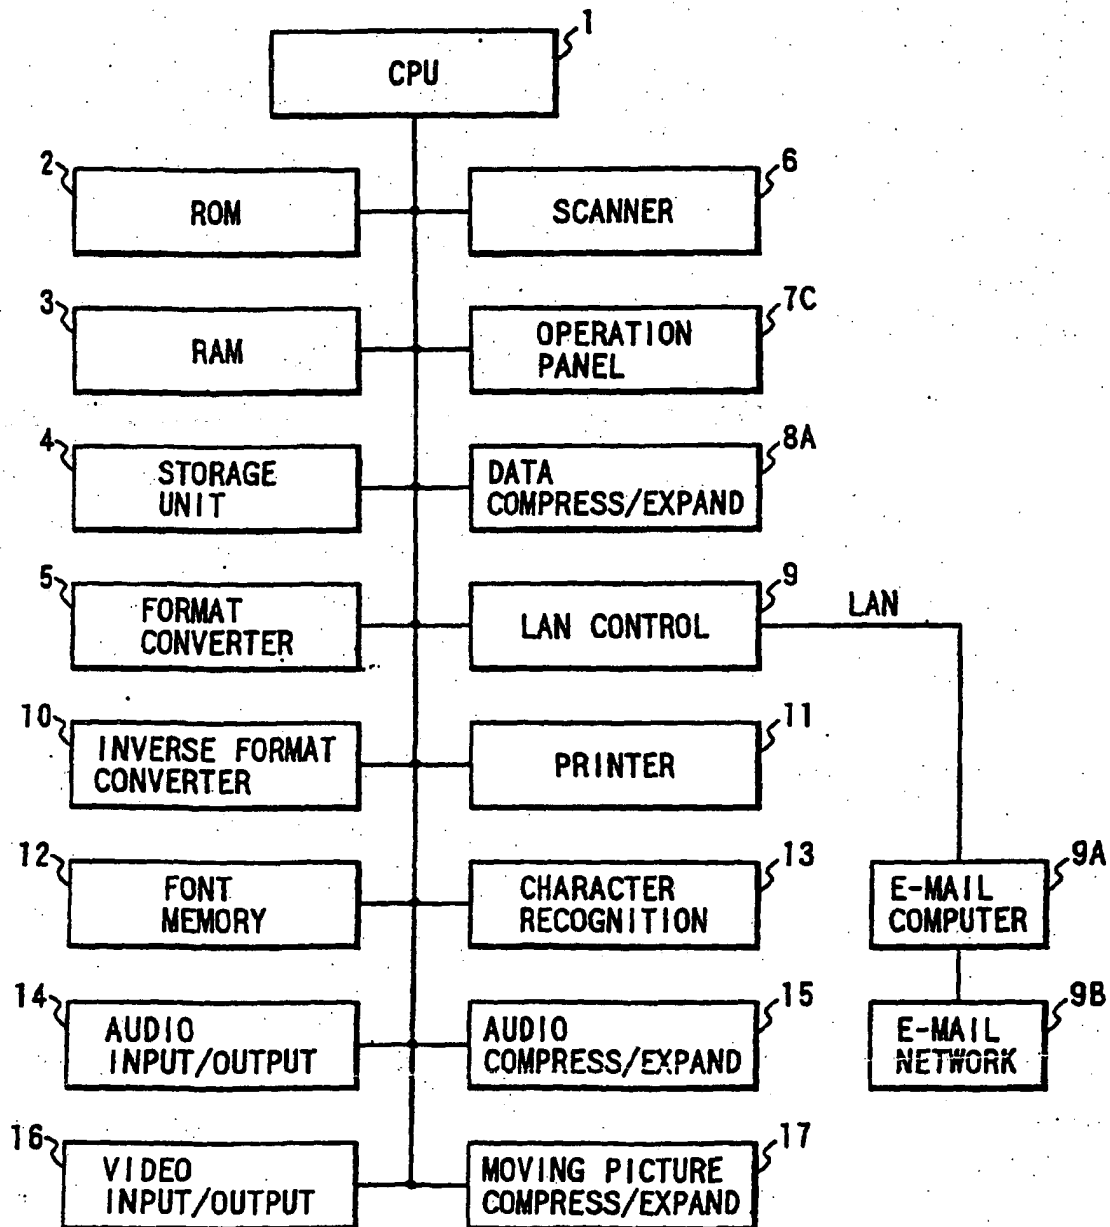 1
CPU
2
ROM
6
SCANNER
3
RAM
7C
OPERATION
PANEL
4
STORAGE
UNIT
8A
DATA
COMPRESS/EXPAND
5
FORMAT
CONVERTER
9
LAN CONTROL
LAN
10
INVERSE FORMAT
CONVERTER
11
PRINTER
12
FONT
MEMORY
13
CHARACTER
RECOGNITION
9A
E-MAIL
COMPUTER
14
AUDIO
INPUT/OUTPUT
15
AUDIO
COMPRESS/EXPAND
9B
E-MAIL
NETWORK
16
VIDEO
INPUT/OUTPUT
17
MOVING PICTURE
COMPRESS/EXPAND